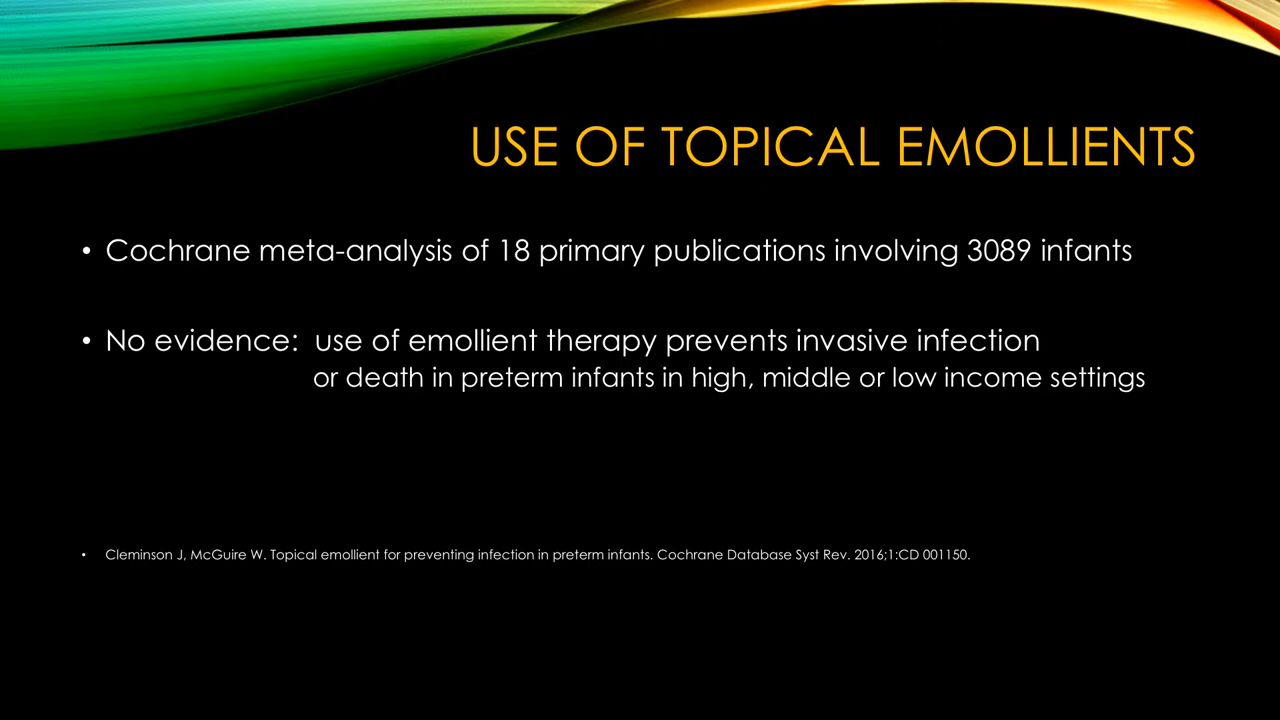 USE OF TOPICAL EMOLLIENTS
• Cochrane meta-analysis of 18 primary publications involving 3089 infants
• No evidence: use of emollient therapy prevents invasive infection
or death in preterm infants in high, middle or low income settings
• Cleminson J, McGuire W. Topical emollient for preventing infection in preterm infants. Cochrane Database Syst Rev. 2016;1:CD 001150.